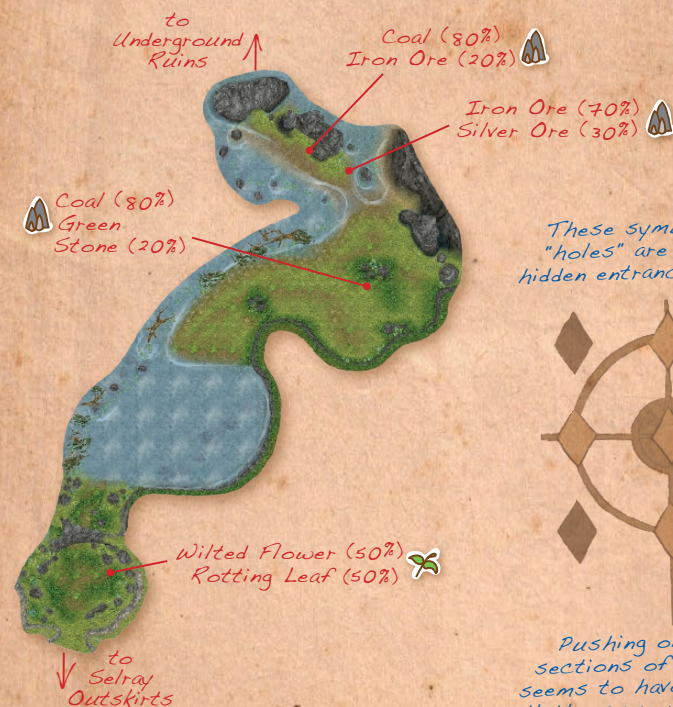 to
Underground
Ruins
Coal (80%)
Iron Ore (20%)
Iron Ore (70%)
Silver Ore (30%)
Coal (80%)
Green
Stone (20%)
These
"holes" are
hidden
Wilted Flower (50%)
Rotting Leaf (50%)
to
Selray
Outskirts
Pushing
sections of
seems to have